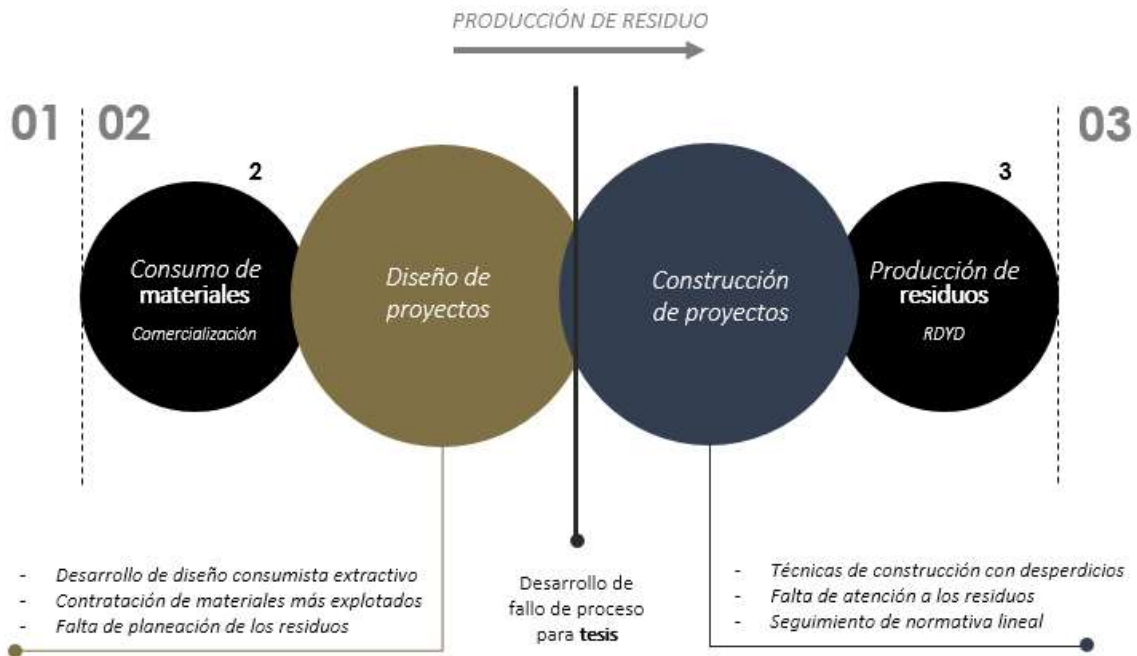 PRODUCCIÓN DE RESIDUO
01
02
03
2
3
Consumo de
materiales
Comercialización
Diseño de
proyectos
Construcción
de proyectos
Producción de
residuos
RDYD
- Desarrollo de diseño consumista extractivo
- Contratación de materiales más explotados
- Falta de planeación de los residuos
Desarrollo de
fallo de proceso
para tesis
- Técnicas de construcción con desperdicios
- Falta de atención a los residuos
- Seguimiento de normativa lineal